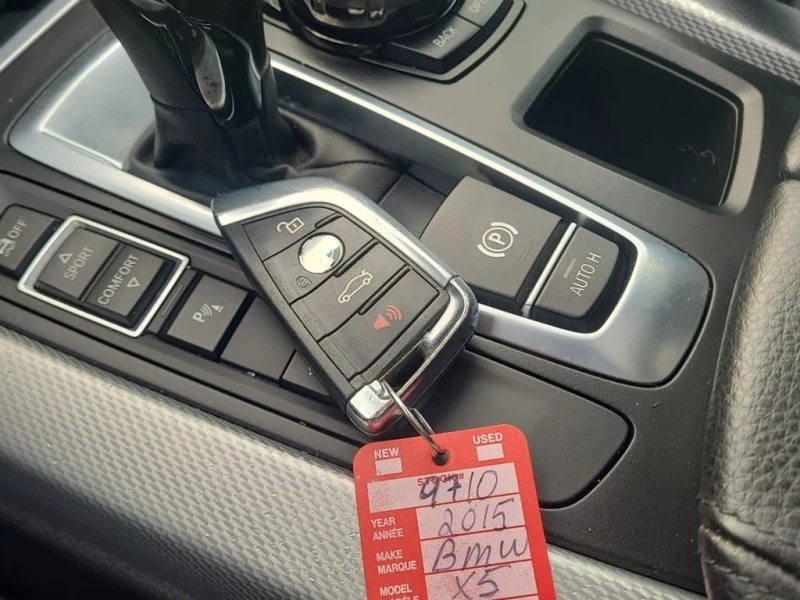 BACK
OFF
SPORT
COMFORT
P
(P)
AUTO H
NEW USED
STOCK#
9710
YEAR
ANNÉE
2015
MAKE
MARQUE
BMW
MODEL
X5